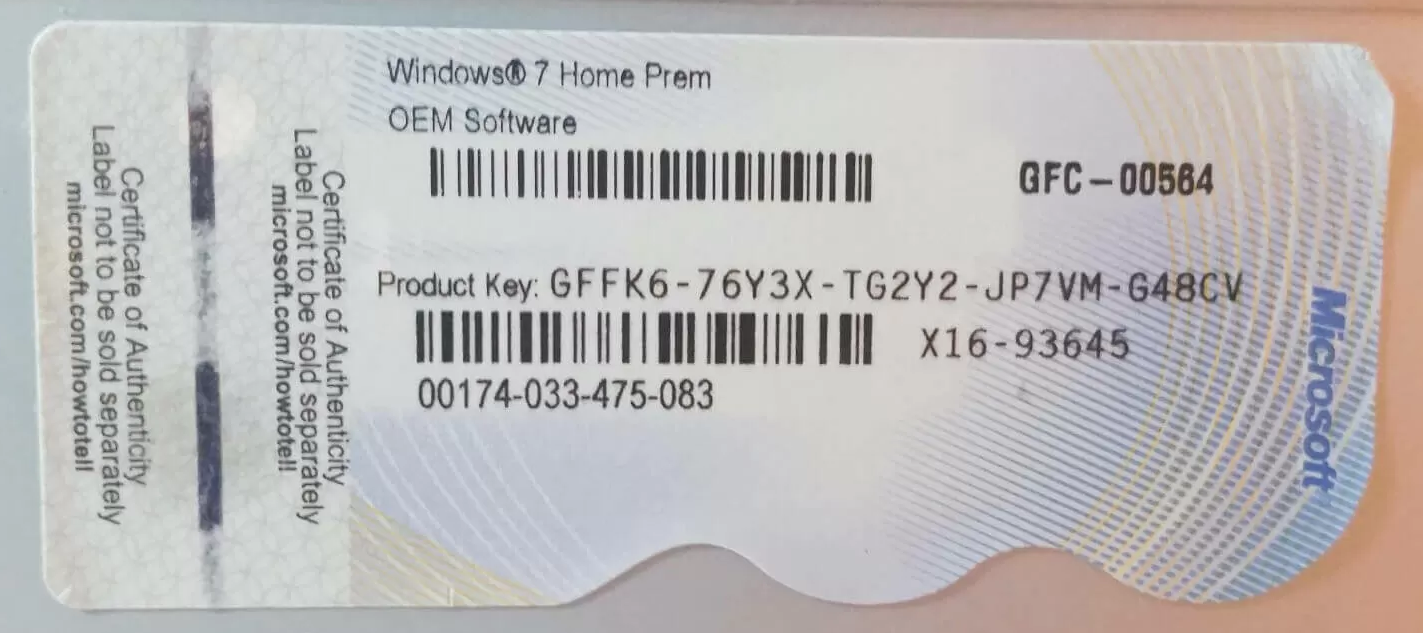 Windows® 7 Home Prem
OEM Software
GFC-00564
Product Key: GFFK6-76Y3X-TG2Y2-JP7VM-G48CV
X16-93645
00174-033-475-083
Certificate of Authenticity
Label not to be sold separately
microsoft.com/howtotell
Certificate of Authenticity
Label not to be sold separately
microsoft.com/howtotell
Microsoft